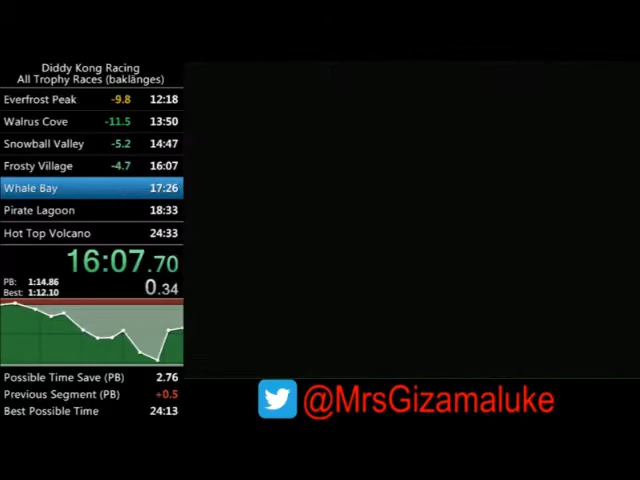 Diddy Kong Racing
All Trophy Races (baklänges)
Everfrost Peak -9.8 12:18
Walrus Cove -11.5 13:50
Snowball Valley -5.2 14:47
Frosty Village -4.7 16:07
Whale Bay 17:26
Pirate Lagoon 18:33
Hot Top Volcano 24:33
16:07.70
PB: 1:14.86
Best: 1:12.10
0.34
Possible Time Save (PB) 2.76
Previous Segment (PB) +0.5
Best Possible Time 24:13
@MrsGizamaluke